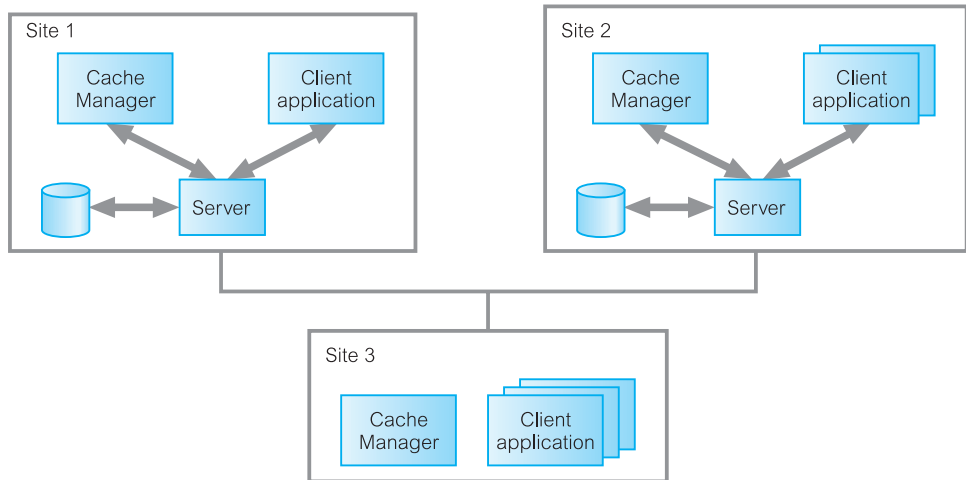 Site 1
Cache
Manager
Client
application
Server
Site 2
Cache
Manager
Client
application
Server
Site 3
Cache
Manager
Client
application